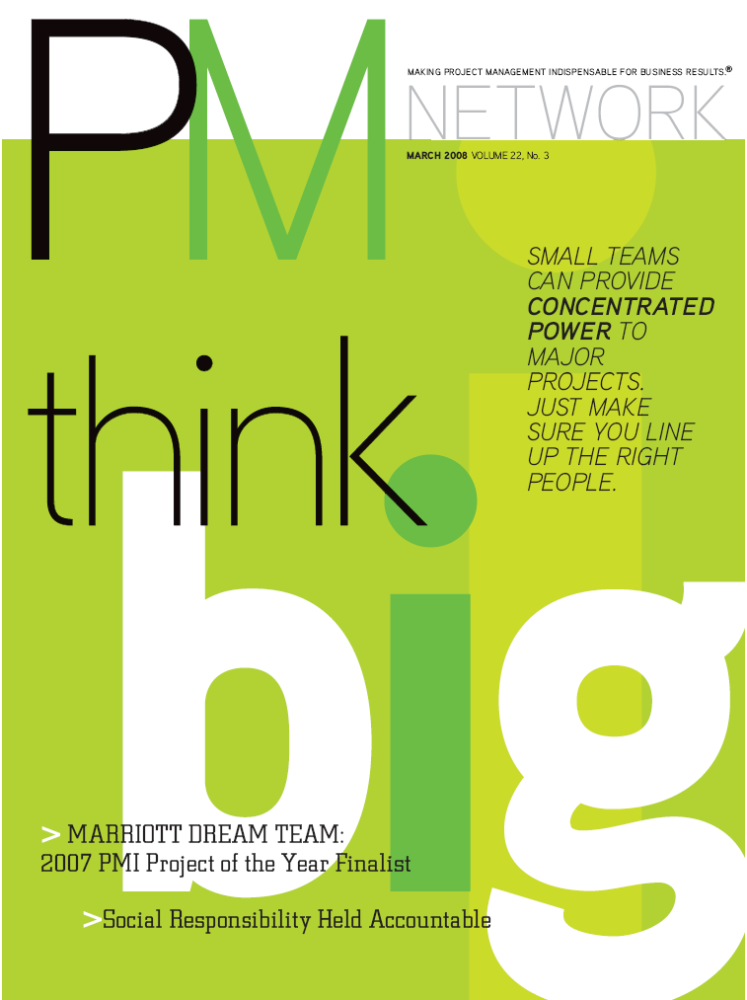 PM
MAKING PROJECT MANAGEMENT INDISPENSABLE FOR BUSINESS RESULTS.®
NETWORK
MARCH 2008 VOLUME 22, No. 3
SMALL TEAMS
CAN PROVIDE
CONCENTRATED
POWER TO
MAJOR
PROJECTS.
JUST MAKE
SURE YOU LINE
UP THE RIGHT
PEOPLE.
think
big
> MARRIOTT DREAM TEAM:
2007 PMI Project of the Year Finalist
>Social Responsibility Held Accountable